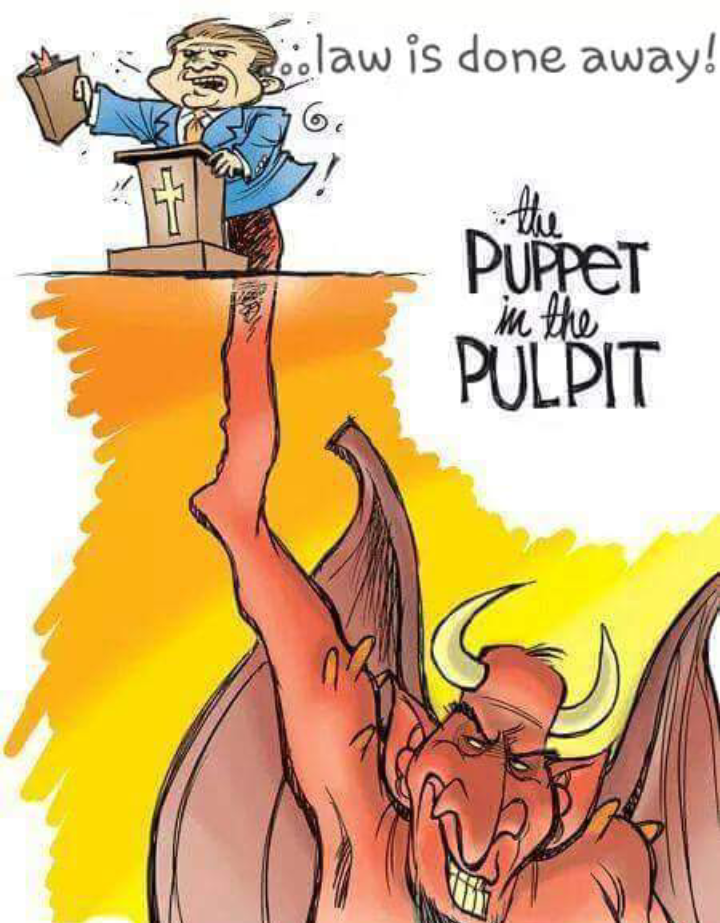 ...law is done away!
the
PUPPET
in the
PULPIT